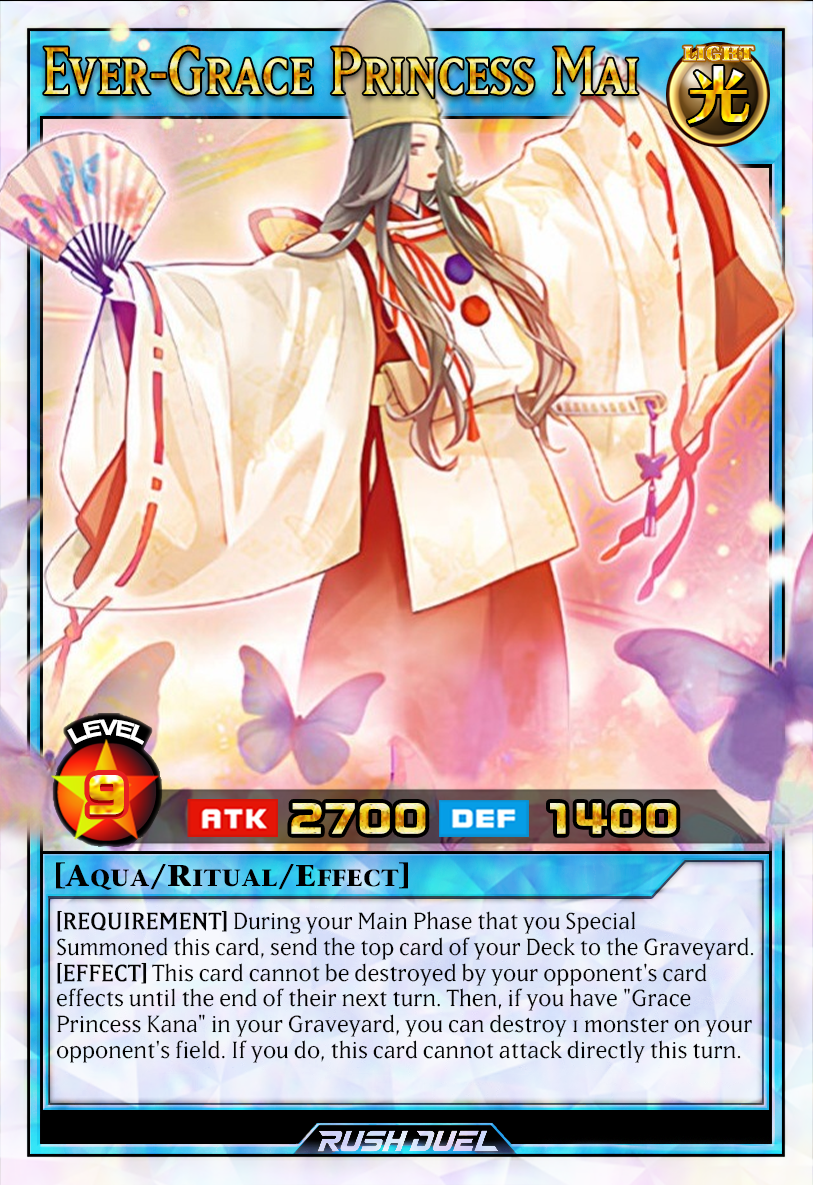 Ever-Grace Princess Mai
LIGHT
光
LEVEL
9
ATK 2700 DEF 1400
[Aqua/Ritual/Effect]
[REQUIREMENT] During your Main Phase that you Special
Summoned this card, send the top card of your Deck to the Graveyard.
[EFFECT] This card cannot be destroyed by your opponent's card
effects until the end of their next turn. Then, if you have "Grace
Princess Kana" in your Graveyard, you can destroy 1 monster on your
opponent's field. If you do, this card cannot attack directly this turn.
RUSH DUEL